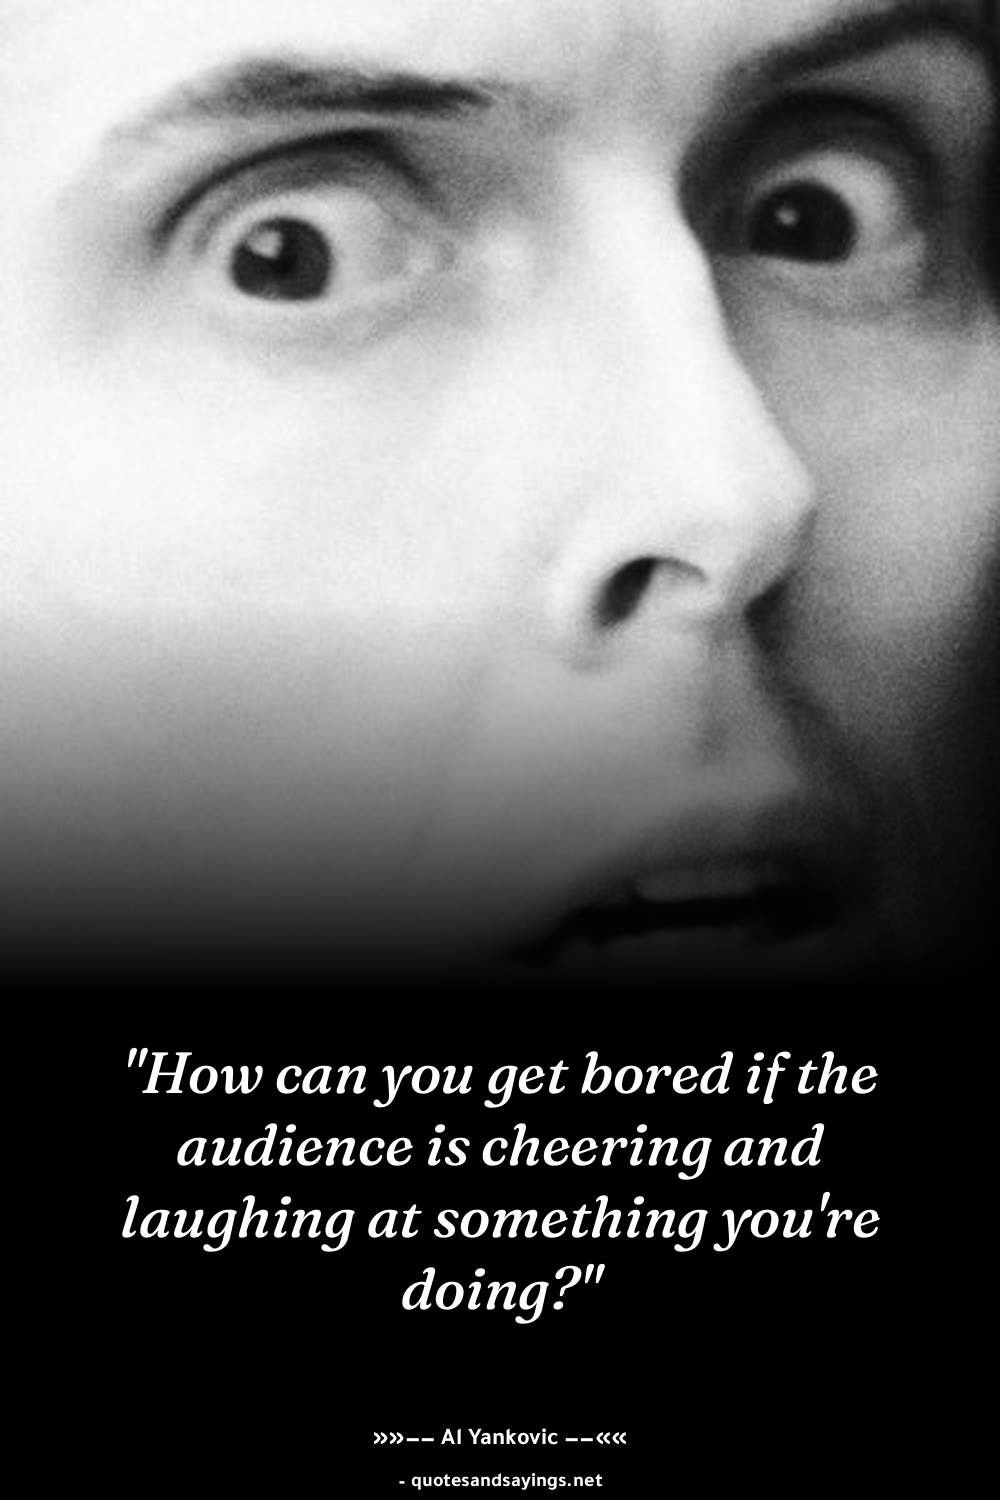 "How can you get bored if the
audience is cheering and
laughing at something you're
doing?"
»»–– Al Yankovic ––««
- quotesandsayings.net